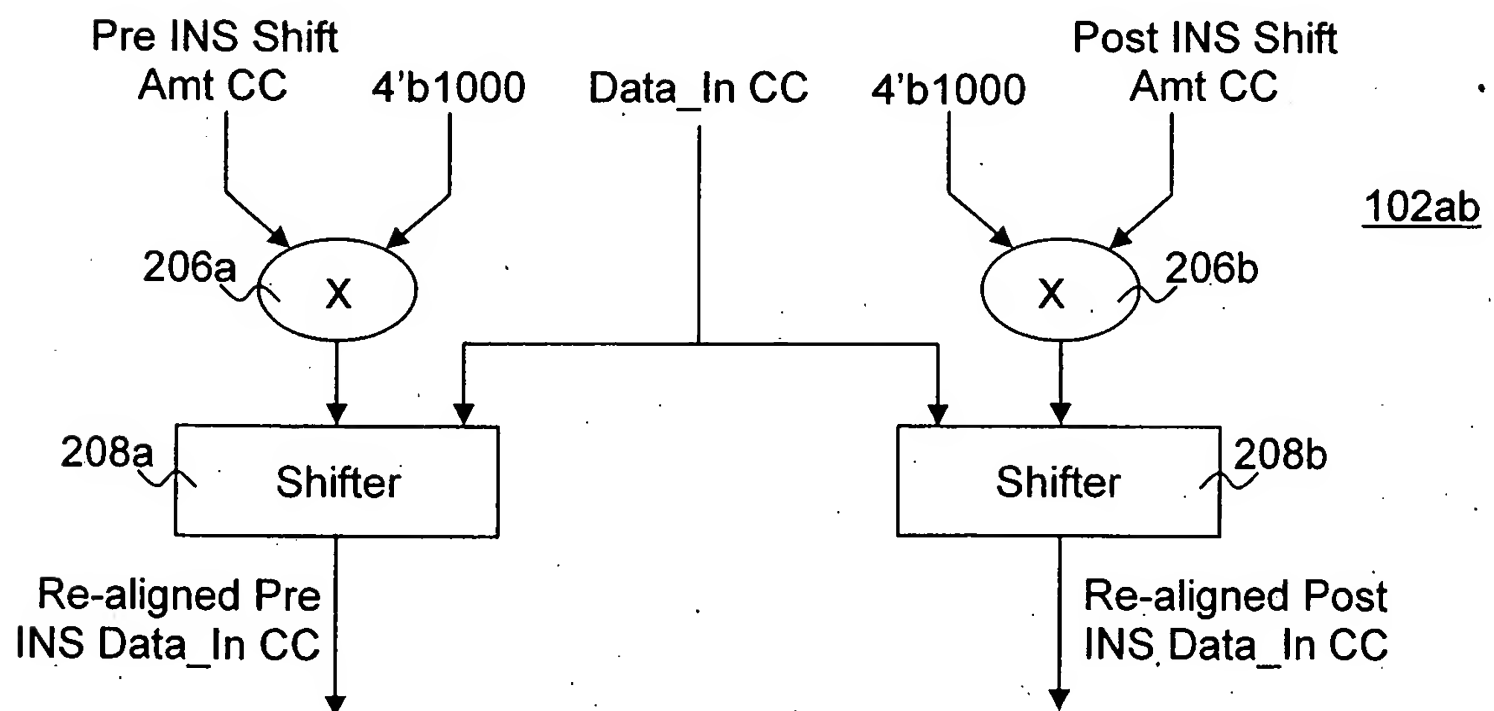 Pre INS Shift
Amt CC
4'b1000
Data_In CC
4'b1000
Post INS Shift
Amt CC
102ab
206a
X
X
206b
208a
Shifter
Shifter
208b
Re-aligned Pre
INS Data_In CC
Re-aligned Post
INS Data_In CC